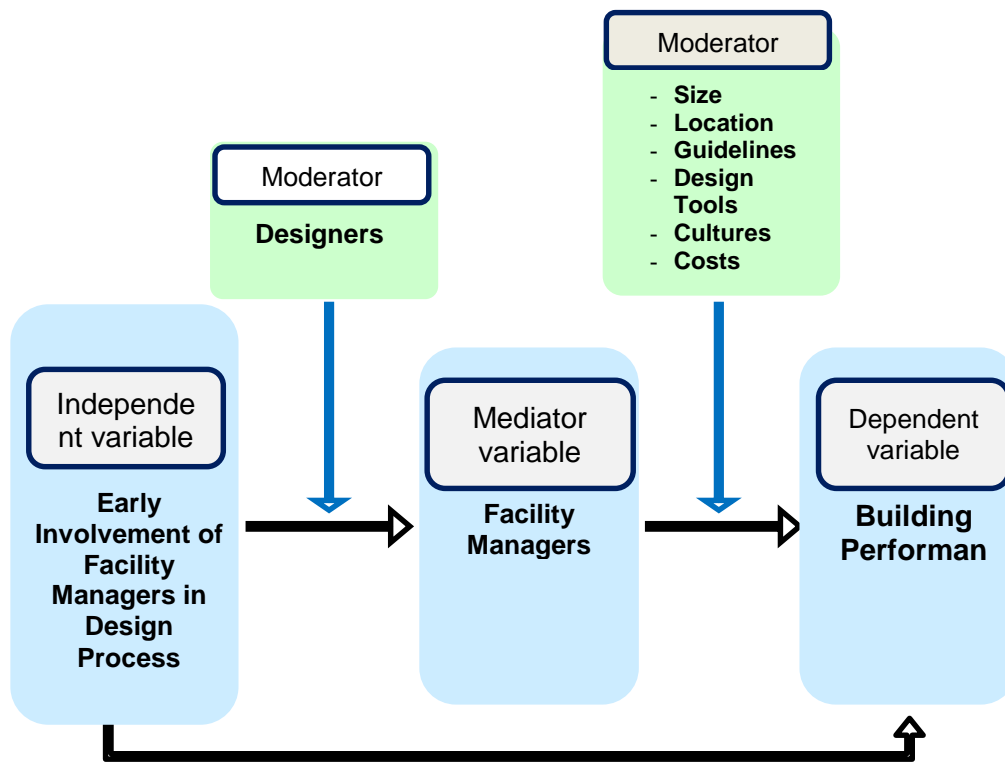 Moderator
- Size
- Location
- Guidelines
- Design
Tools
- Cultures
- Costs
Moderator
Designers
Independe
nt variable
Early
Involvement of
Facility
Managers in
Design
Process
Mediator
variable
Facility
Managers
Dependent
variable
Building
Performan